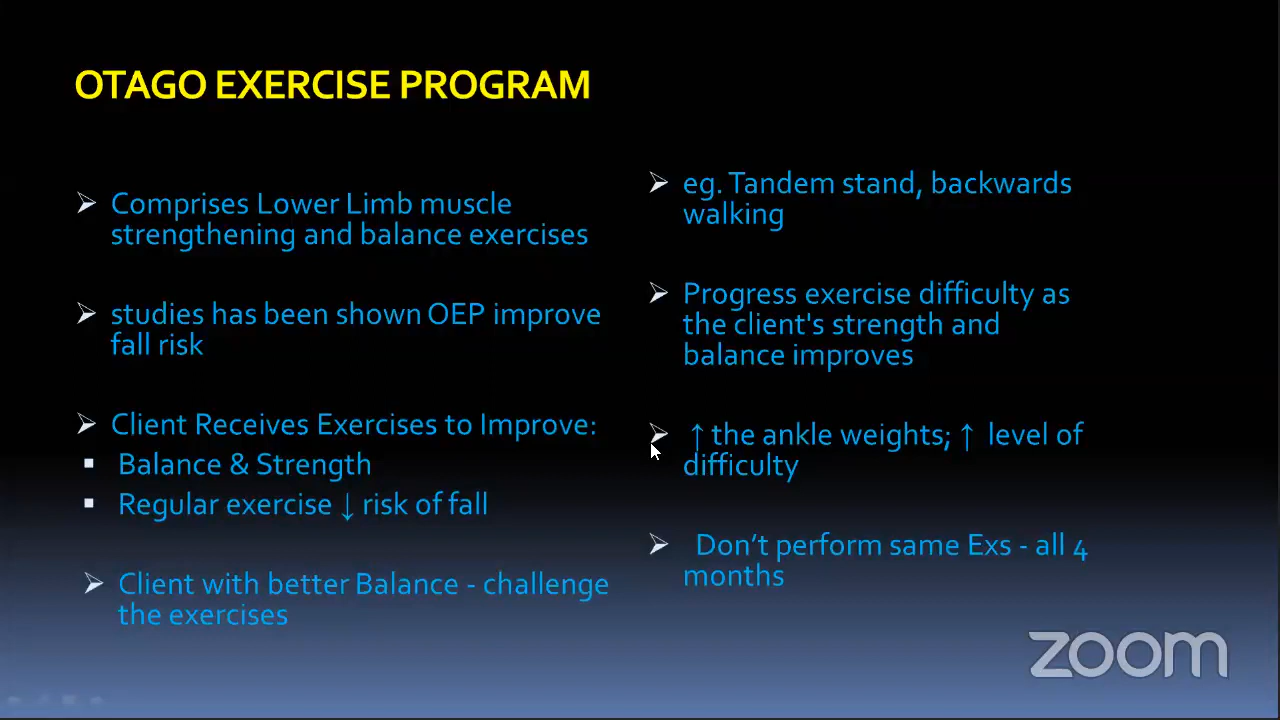 OTAGO EXERCISE PROGRAM
Comprises Lower Limb muscle
strengthening and balance exercises
studies has been shown OEP improve
fall risk
Client Receives Exercises to Improve:
Balance & Strength
Regular exercise ↓ risk of fall
Client with better Balance - challenge
the exercises
eg. Tandem stand, backwards
walking
Progress exercise difficulty as
the client's strength and
balance improves
↑ the ankle weights; ↑ level of
difficulty
Don’t perform same Exs - all 4
months
zoom